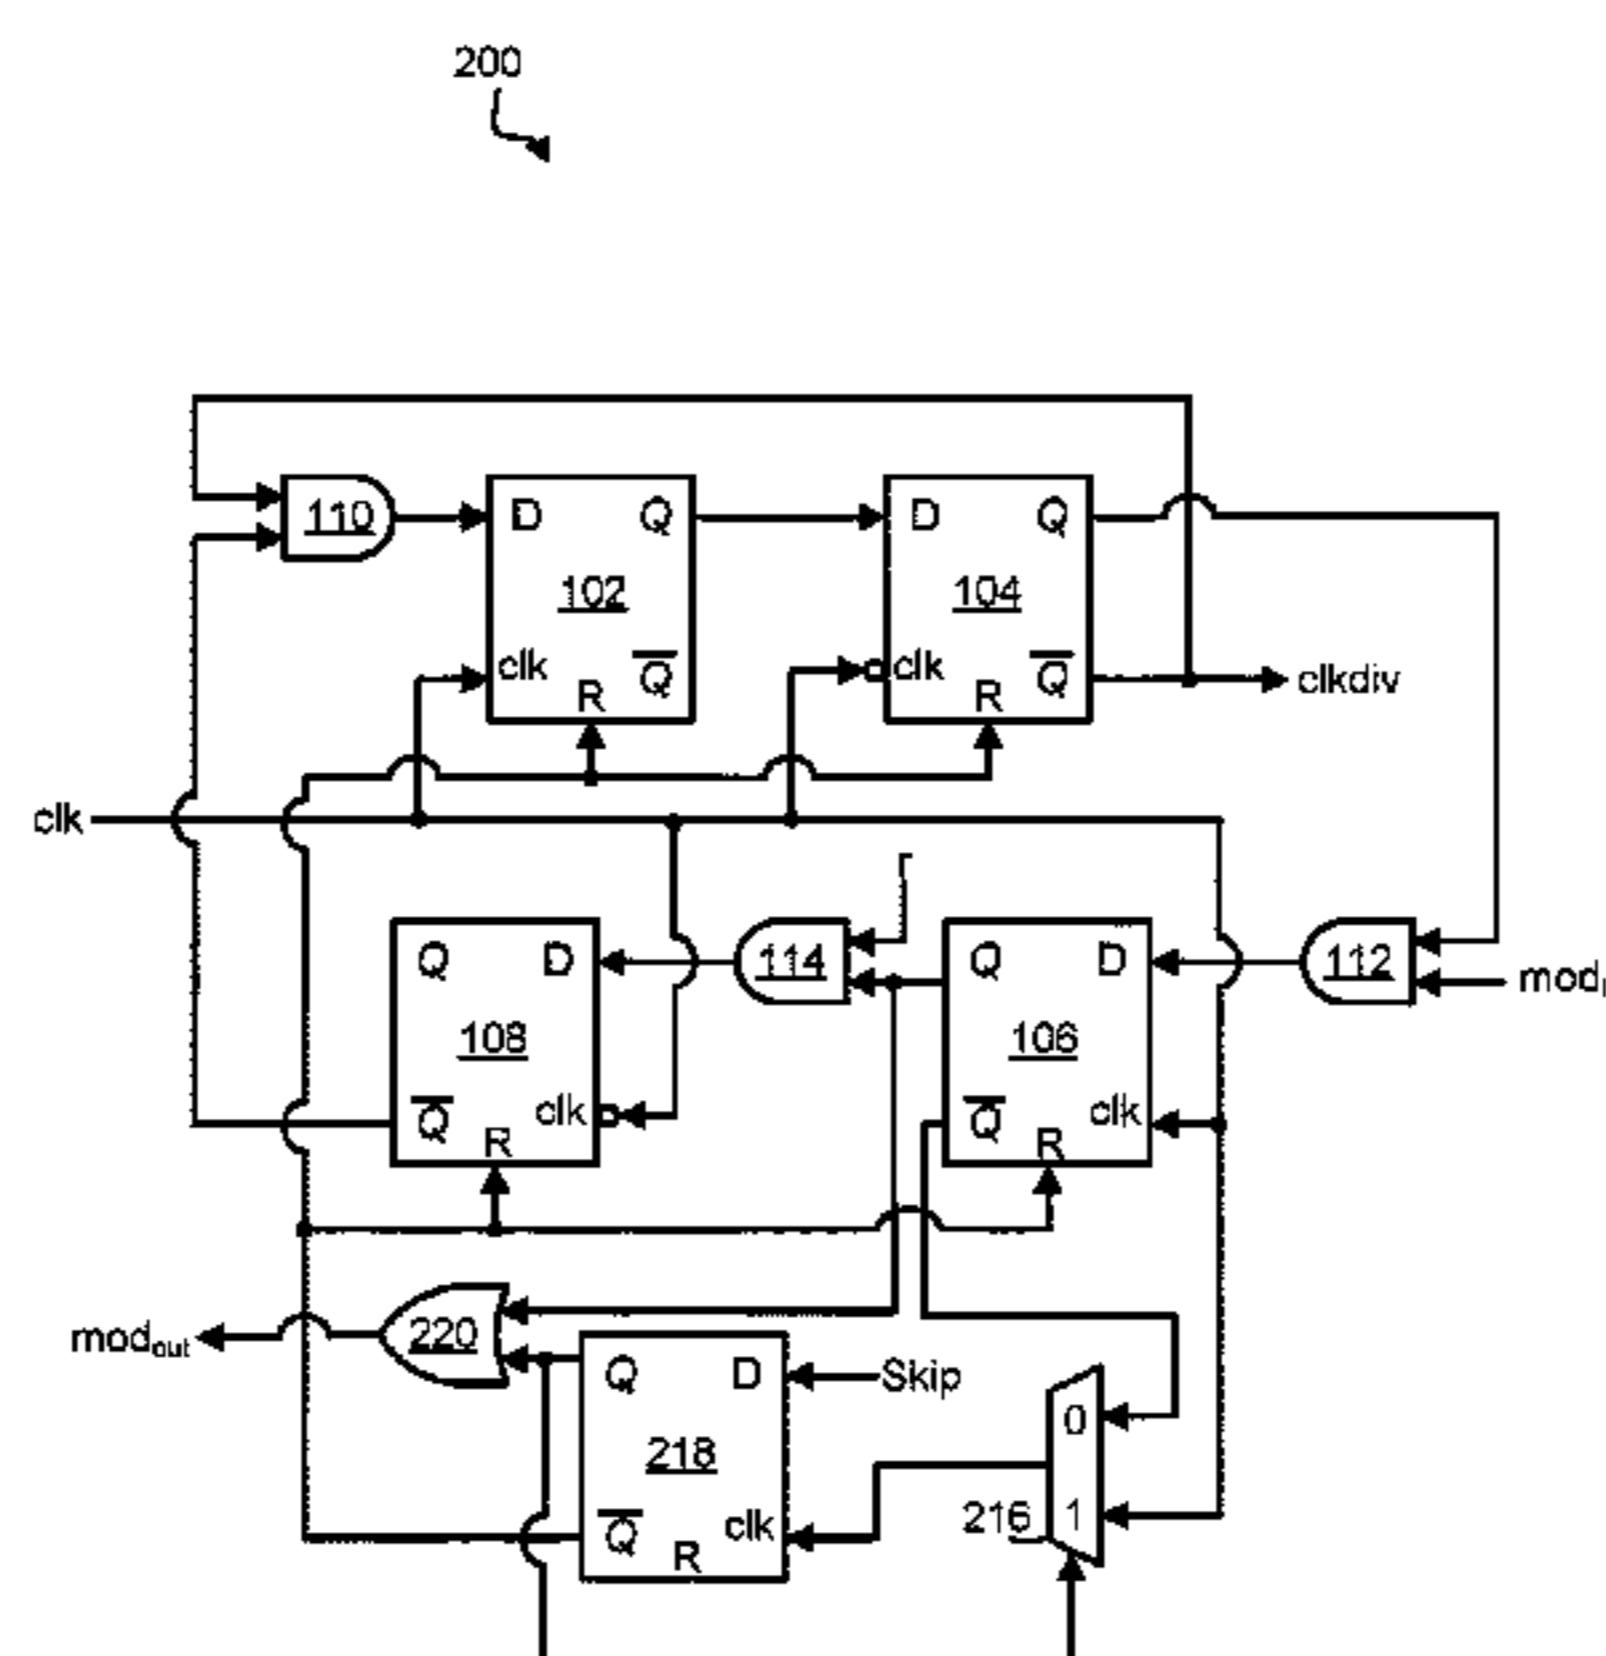 200
110
D Q
102
clk Q̅
R
D Q
104
clk Q̅
R
clkdiv
clk
r
Q D
108
Q̅ clk
R
114
Q D
106
Q̅ clk
R
112
mod
mod_out
220
Q D
218
Q̅ clk
R
Skip
0
1
216